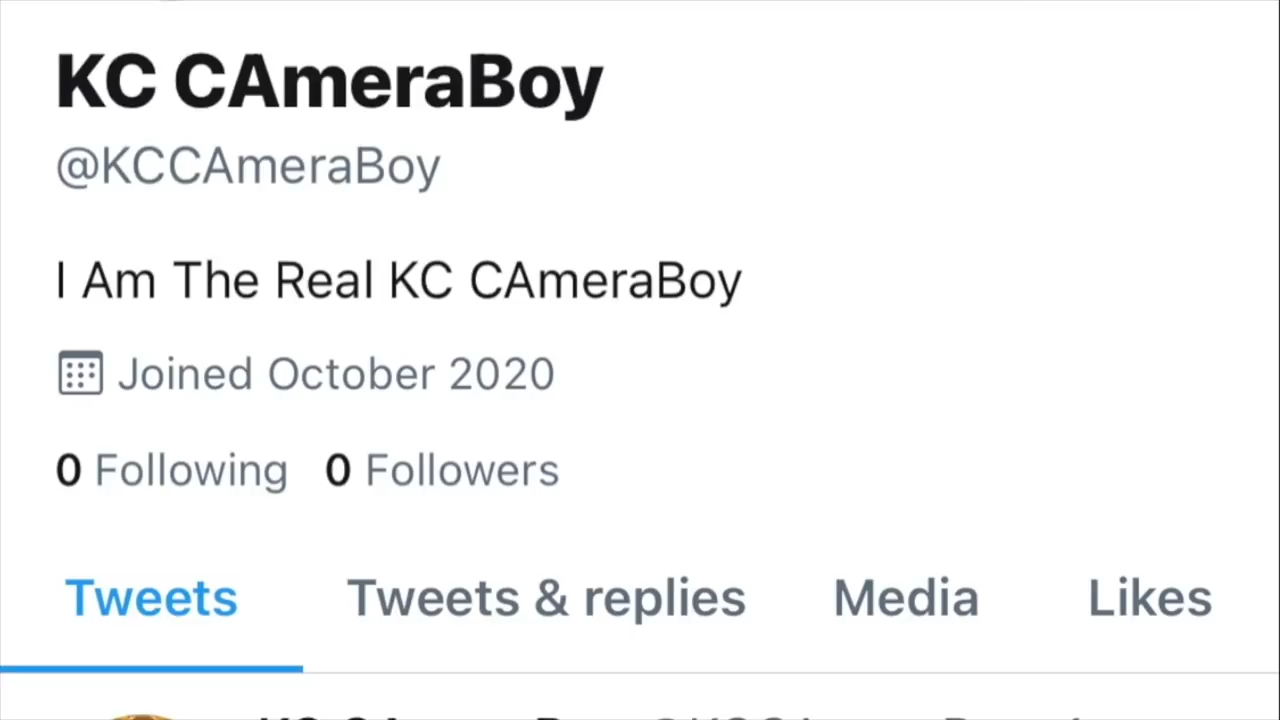 KC CAmeraBoy
@KCCAmeraBoy
I Am The Real KC CAmeraBoy
Joined October 2020
0 Following 0 Followers
Tweets Tweets & replies Media Likes